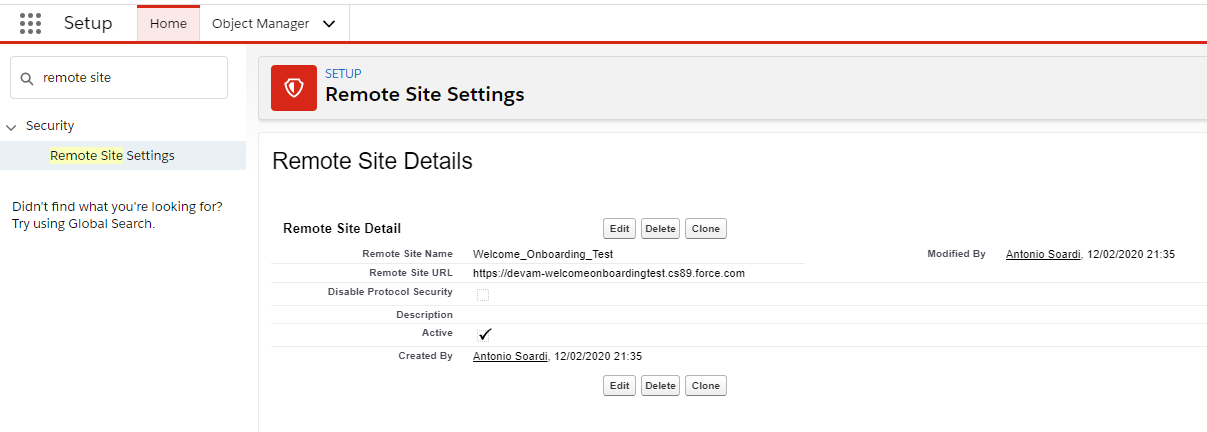 Setup Home Object Manager
remote site
SETUP
Remote Site Settings
Security
Remote Site Settings
Didn't find what you're looking for?
Try using Global Search.
Remote Site Details
Remote Site Detail Edit Delete Clone
Remote Site Name Welcome_Onboarding_Test Modified By Antonio Soardi, 12/02/2020 21:35
Remote Site URL https://devam-welcomeonboardingtest.cs89.force.com
Disable Protocol Security
Description
Active
Created By Antonio Soardi, 12/02/2020 21:35
Edit Delete Clone